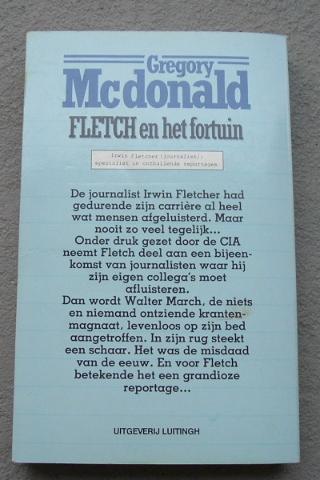 Gregory
Mcdonald
FLETCH en het fortuin
Irwin Fletcher (journalist):
specialist in onthullende reportages
De journalist Irwin Fletcher had
gedurende zijn carrière al heel
wat mensen afgeluisterd. Maar
nooit zo veel tegelijk...
Onder druk gezet door de CIA
neemt Fletch deel aan een bijeen-
komst van journalisten waar hij
zijn eigen collega's moet
afluisteren.
Dan wordt Walter March, de niets
en niemand ontziende kranten-
magnaat, levenloos op zijn bed
aangetroffen. In zijn rug steekt
een schaar. Het was de misdaad
van de eeuw. En voor Fletch
betekende het een grandioze
reportage...
UITGEVERIJ LUITINGH